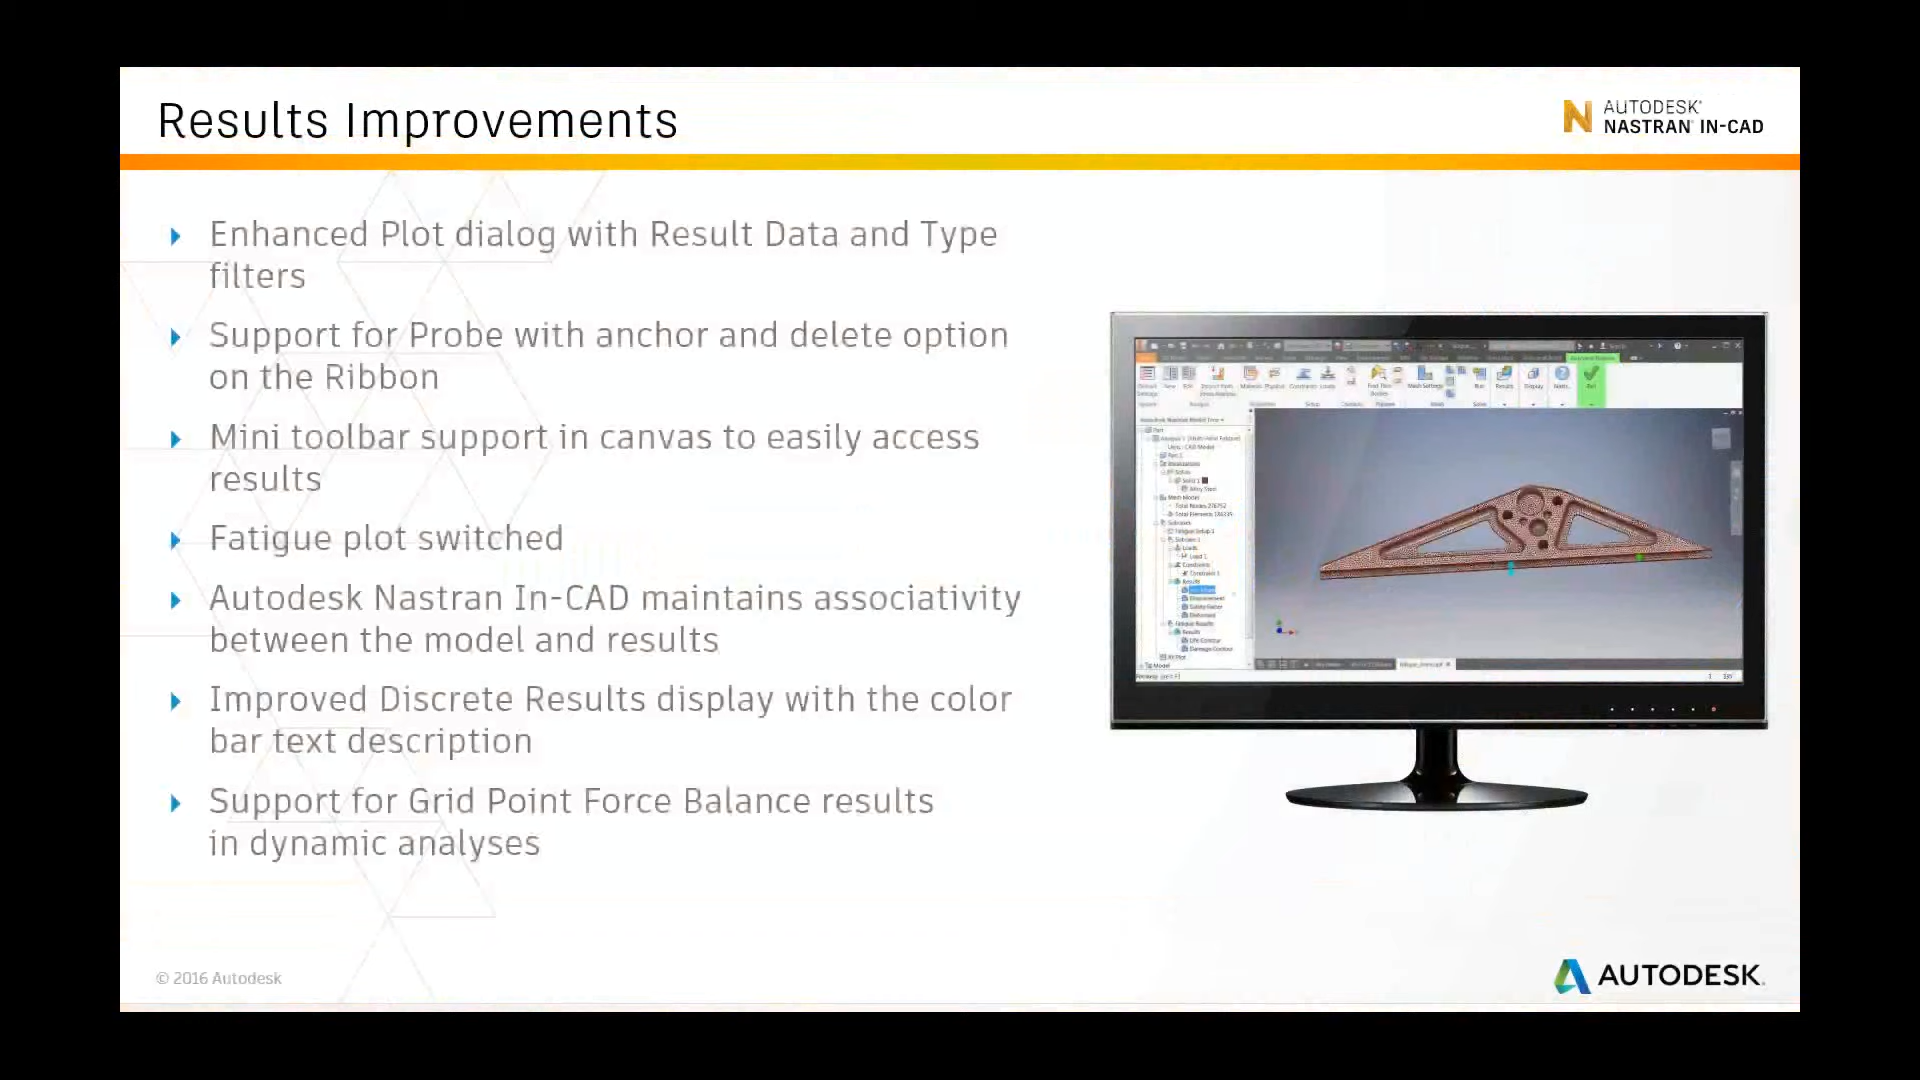 Results Improvements
AUTODESK®
NASTRAN® IN-CAD
Enhanced Plot dialog with Result Data and Type
filters
Support for Probe with anchor and delete option
on the Ribbon
Mini toolbar support in canvas to easily access
results
Fatigue plot switched
Autodesk Nastran In-CAD maintains associativity
between the model and results
Improved Discrete Results display with the color
bar text description
Support for Grid Point Force Balance results
in dynamic analyses
© 2016 Autodesk
AUTODESK.